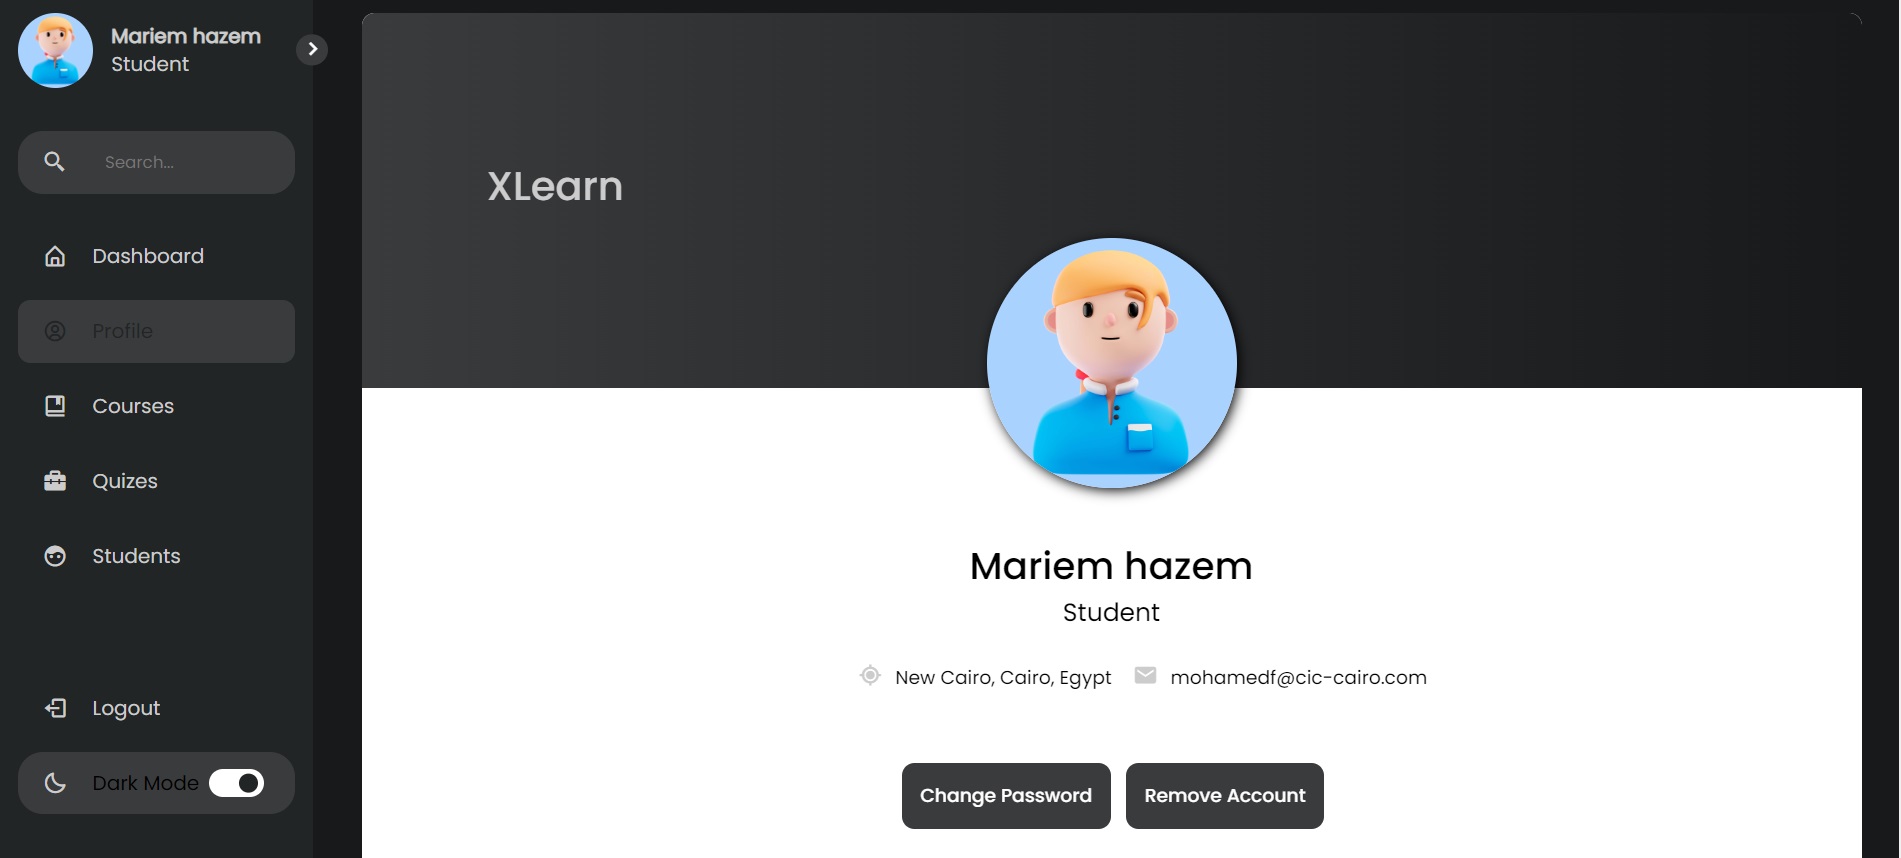 Mariem hazem
Student
Search...
Dashboard
Profile
Courses
Quizes
Students
Logout
Dark Mode
XLearn
Mariem hazem
Student
New Cairo, Cairo, Egypt mohamedf@cic-cairo.com
Change Password Remove Account